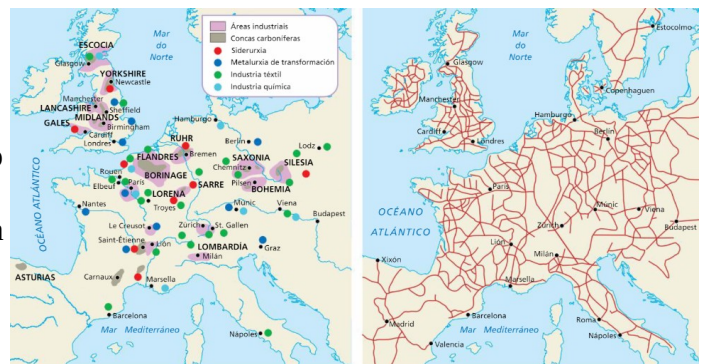 Áreas industriais
Concas carboníferas
Siderurxia
Metalurxia de transformación
Industria téxtil
Industria química
Mar
do
Norte
OCÉANO ATLÁNTICO
Mar Mediterráneo
ESCOCIA
Glasgow
YORKSHIRE
Newcastle
LANCASHIRE
Manchester
Sheffield
MIDLANDS
Birmingham
GALES
Cardiff
Londres
Hamburgo
Berlín
RUHR
Bremen
FLANDRES
BORINAGE
SAXONIA
Chemnitz
Lodz
SILESIA
Pilsen
BOHEMIA
Rouen
Elbeuf
París
LORENA
SARRE
Troyes
Nantes
Múnic
Viena
Budapest
Le Creusot
Zürich
St. Gallen
Saint-Étienne
Lión
LOMBARDÍA
Milán
Graz
ASTURIAS
Carnaux
Marsella
Barcelona
Nápoles
Mar
do
Norte
Estocolmo
Glasgow
Copenhaguen
Manchester
Hamburgo
Cardiff
Londres
Berlín
París
OCÉANO
ATLÁNTICO
Múnic
Viena
Zúrich
Budapest
Lión
Milán
Xixón
Marsella
Madrid
Barcelona
Roma
Valencia
Mar Mediterráneo
Nápoles